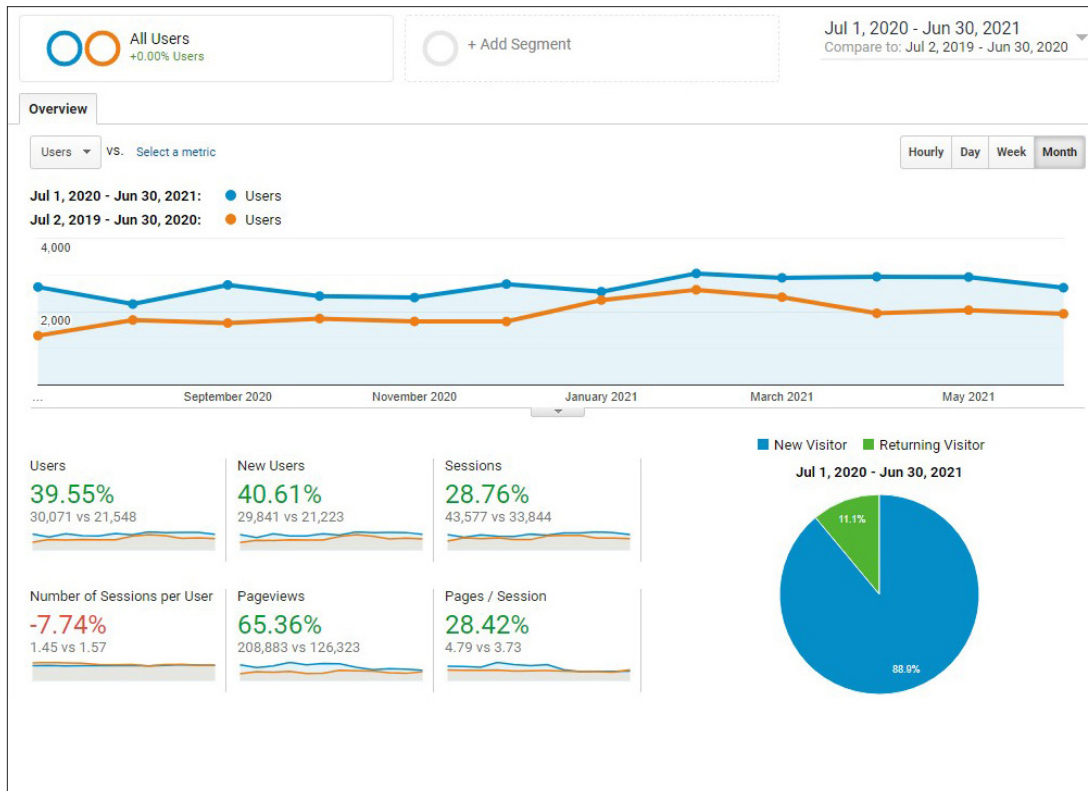 All Users
+0.00% Users
+ Add Segment
Jul 1, 2020 - Jun 30, 2021
Compare to: Jul 2, 2019 - Jun 30, 2020
Overview
Users vs. Select a metric
Hourly Day Week Month
Jul 1, 2020 - Jun 30, 2021: Users
Jul 2, 2019 - Jun 30, 2020: Users
4,000
2,000
... September 2020 November 2020 January 2021 March 2021 May 2021
New Visitor Returning Visitor
Jul 1, 2020 - Jun 30, 2021
11.1%
88.9%
Users
39.55%
30,071 vs 21,548
New Users
40.61%
29,841 vs 21,223
Sessions
28.76%
43,577 vs 33,844
Number of Sessions per User
-7.74%
1.45 vs 1.57
Pageviews
65.36%
208,883 vs 126,323
Pages / Session
28.42%
4.79 vs 3.73